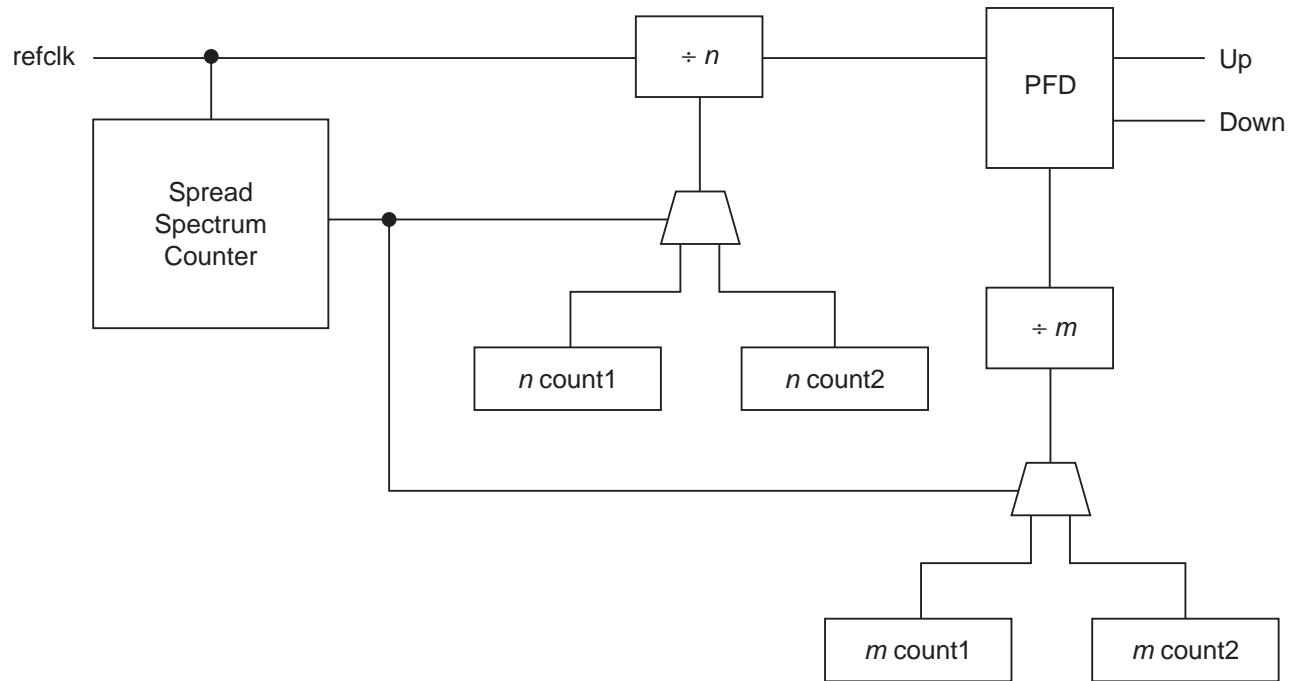 refclk
÷ n
PFD
Up
Down
Spread
Spectrum
Counter
÷ m
n count1
n count2
m count1
m count2